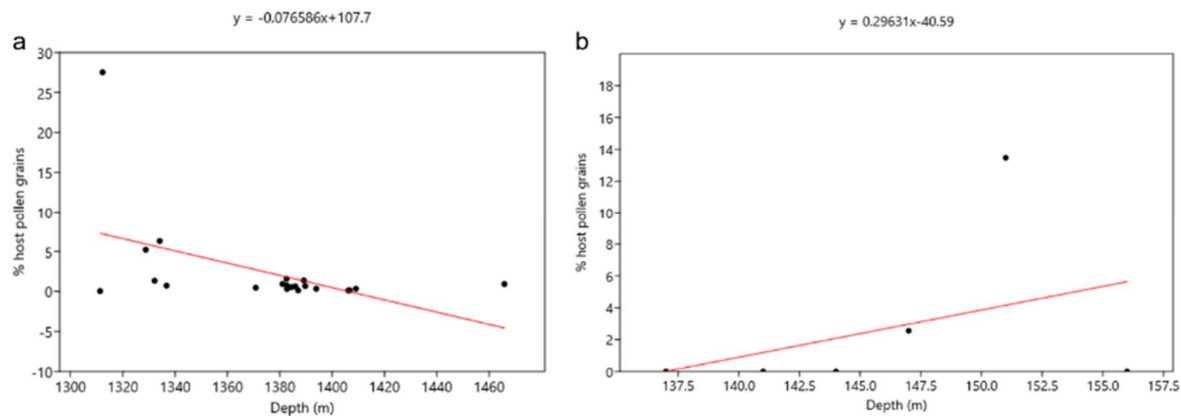 y = -0.076586x+107.7
a
30
25
20
15
10
5
0
-5
-10
% host pollen grains
1300 1320 1340 1360 1380 1400 1420 1440 1460
Depth (m)
y = 0.29631x-40.59
b
18
16
14
12
10
8
6
4
2
0
% host pollen grains
137.5 140.0 142.5 145.0 147.5 150.0 152.5 155.0 157.5
Depth (m)